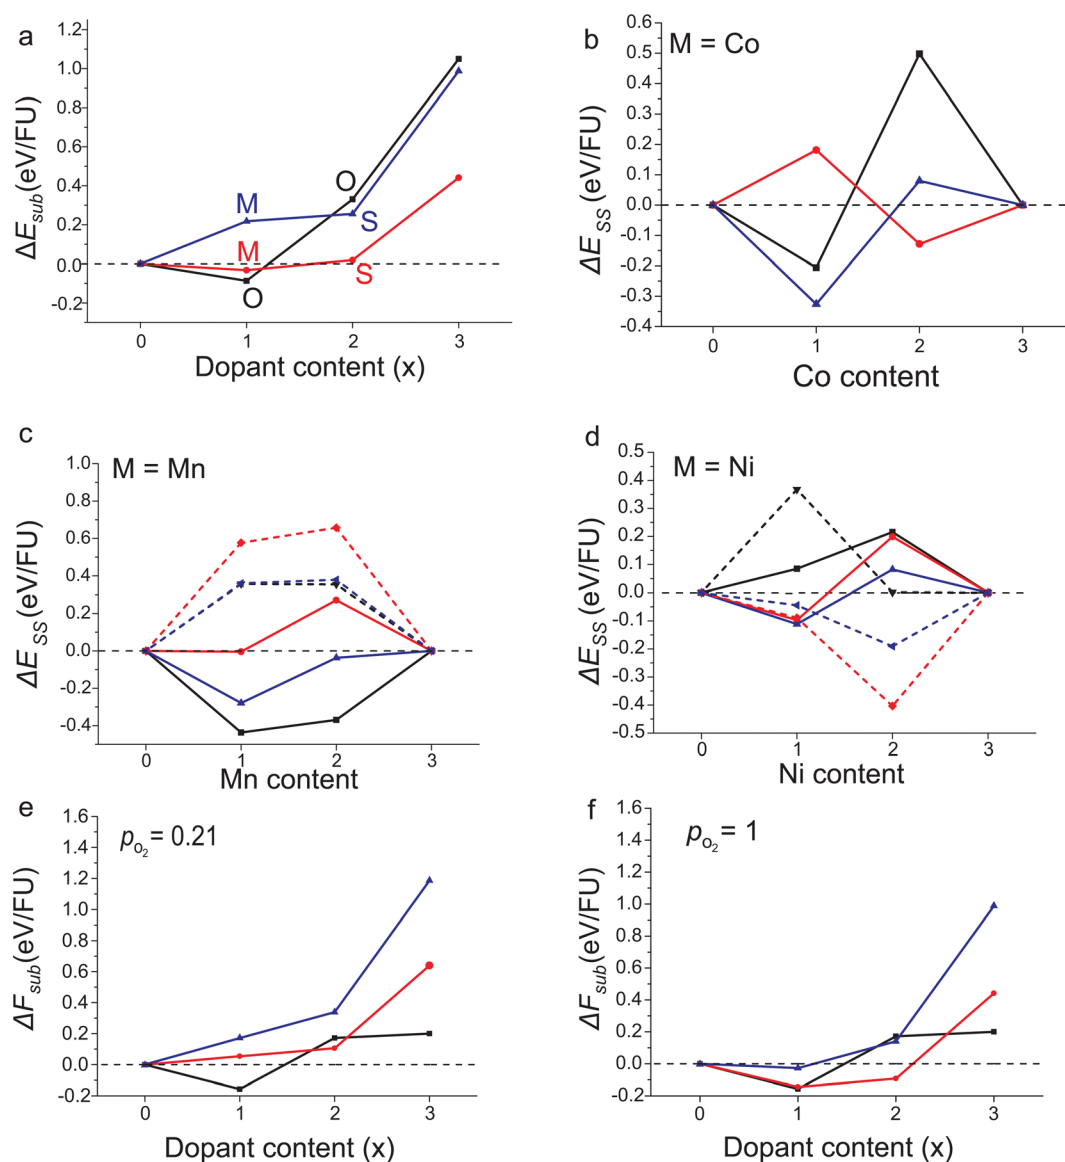 a
ΔE_sub (eV/FU)
1.2
1.0
0.8
0.6
0.4
0.2
0.0
-0.2
M
M
O
O
S
S
0 1 2 3
Dopant content (x)
b
M = Co
ΔE_SS (eV/FU)
0.6
0.5
0.4
0.3
0.2
0.1
0.0
-0.1
-0.2
-0.3
-0.4
0 1 2 3
Co content
c
M = Mn
ΔE_SS (eV/FU)
1.0
0.8
0.6
0.4
0.2
0.0
-0.2
-0.4
0 1 2 3
Mn content
d
M = Ni
ΔE_SS (eV/FU)
0.5
0.4
0.3
0.2
0.1
0.0
-0.1
-0.2
-0.3
-0.4
-0.5
0 1 2 3
Ni content
e
p_O₂ = 0.21
ΔF_sub (eV/FU)
1.6
1.4
1.2
1.0
0.8
0.6
0.4
0.2
0.0
-0.2
0 1 2 3
Dopant content (x)
f
p_O₂ = 1
ΔF_sub (eV/FU)
1.6
1.4
1.2
1.0
0.8
0.6
0.4
0.2
0.0
-0.2
0 1 2 3
Dopant content (x)